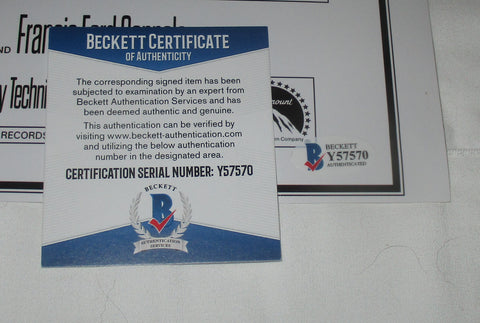 AND Francis Ford Coppola
y Techni
RECORDS
BECKETT CERTIFICATE
OF AUTHENTICITY
The corresponding signed item has been
subjected to examination by an expert from
Beckett Authentication Services and has
been deemed authentic and genuine.
This authentication can be verified by
visiting www.beckett-authentication.com
and utilizing the below authentication
number in the designated area.
CERTIFICATION SERIAL NUMBER: Y57570
BECKETT
B
AUTHENTICATION
SERVICES
ramount
rn Company
B
BECKETT
Y57570
AUTHENTICATED